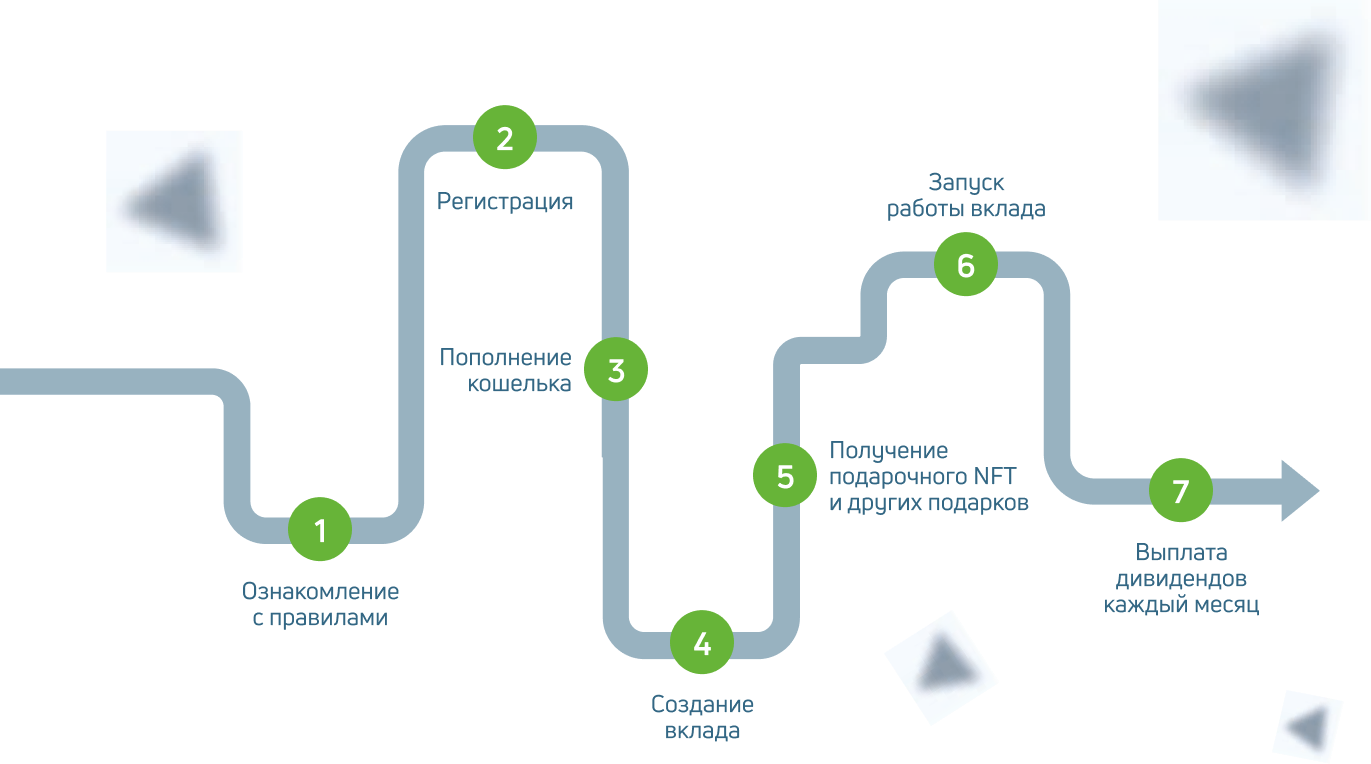 1
Ознакомление
с правилами
2
Регистрация
3
Пополнение
кошелька
4
Создание
вклада
5
Получение
подарочного NFT
и других подарков
6
Запуск
работы вклада
7
Выплата
дивидендов
каждый месяц